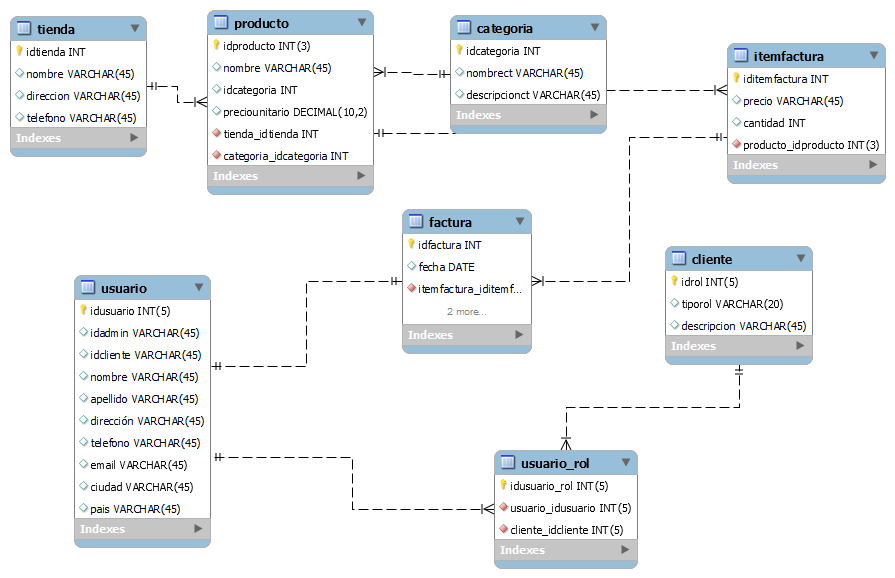 tienda
idtienda INT
nombre VARCHAR(45)
direccion VARCHAR(45)
telefono VARCHAR(45)
Indexes
producto
idproducto INT(3)
nombre VARCHAR(45)
idcategoria INT
preciounitario DECIMAL(10,2)
tienda_idtienda INT
categoria_idcategoria INT
Indexes
categoria
idcategoria INT
nombrect VARCHAR(45)
descripcionct VARCHAR(45)
Indexes
itemfactura
iditemfactura INT
precio VARCHAR(45)
cantidad INT
producto_idproducto INT(3)
Indexes
factura
idfactura INT
fecha DATE
itemfactura_iditemf...
2 more...
Indexes
cliente
idrol INT(5)
tiporol VARCHAR(20)
descripcion VARCHAR(45)
Indexes
usuario
idusuario INT(5)
idadmin VARCHAR(45)
idcliente VARCHAR(45)
nombre VARCHAR(45)
apellido VARCHAR(45)
dirección VARCHAR(45)
telefono VARCHAR(45)
email VARCHAR(45)
ciudad VARCHAR(45)
pais VARCHAR(45)
Indexes
usuario_rol
idusuario_rol INT(5)
usuario_idusuario INT(5)
cliente_idcliente INT(5)
Indexes